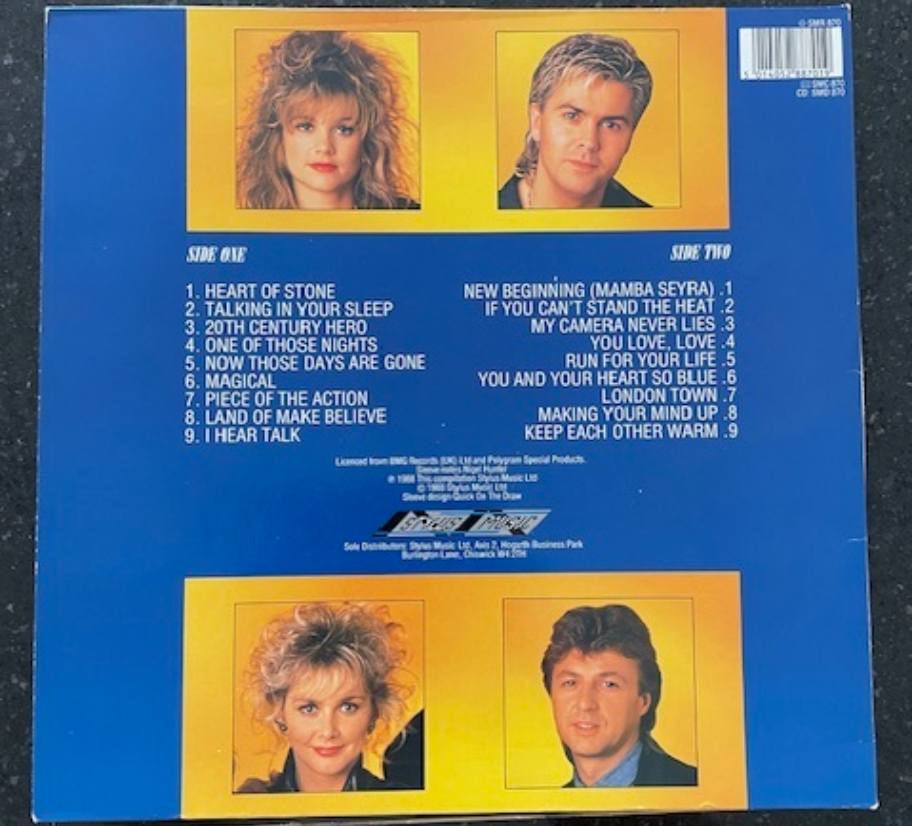 ℗ SMR 870
5 014052 887019
SMC 870
CD: SMD 870
SIDE ONE
1. HEART OF STONE
2. TALKING IN YOUR SLEEP
3. 20TH CENTURY HERO
4. ONE OF THOSE NIGHTS
5. NOW THOSE DAYS ARE GONE
6. MAGICAL
7. PIECE OF THE ACTION
8. LAND OF MAKE BELIEVE
9. I HEAR TALK
SIDE TWO
NEW BEGINNING (MAMBA SEYRA) .1
IF YOU CAN'T STAND THE HEAT .2
MY CAMERA NEVER LIES .3
YOU LOVE, LOVE .4
RUN FOR YOUR LIFE .5
YOU AND YOUR HEART SO BLUE .6
LONDON TOWN .7
MAKING YOUR MIND UP .8
KEEP EACH OTHER WARM .9
Licenced from BMG Records (UK) Ltd and Polygram Special Products.
Sleeve notes Nigel Hunter
℗ 1988 This compilation Stylus Music Ltd
© 1988 Stylus Music Ltd
Sleeve design-Quick On The Draw
STYLUS MUSIC
Sole Distributors: Stylus Music Ltd, Axis 2, Hogarth Business Park
Burlington Lane, Chiswick W4 2TH